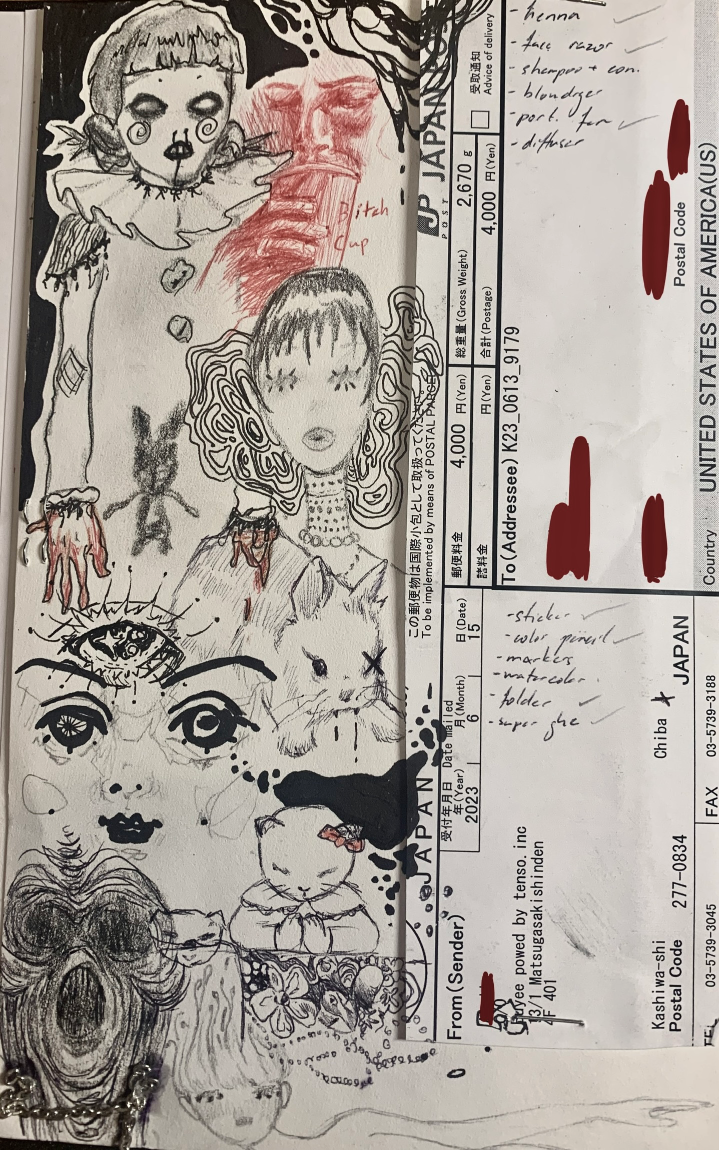 Bitch
Cup
- henna
- face razor
- shampoo + con.
- blondger
- port. fan
- diffuser
JP JAPAN POST
POST
受取通知
Advice of delivery
この郵便物は国際小包として取扱ってください
To be implemented by means of POSTAL PARCEL
郵便料金 4,000 円(Yen) 総重量(Gross Weight) 2,670 g
諸料金 円(Yen) 合計(Postage) 4,000 円(Yen)
To(Addressee) K23_0613_9179
Postal Code
Country UNITED STATES OF AMERICA(US)
JAPAN
受付年月日 Date mailed
年(Year) 月(Month) 日(Date)
2023 6 15
- sticker
- color pencil
- markers
- watercolor
- folder
- super glue
From(Sender)
powed by tenso. inc
13/1 Matsugasakishinden
401
Kashiwa-shi Chiba
Postal Code 277-0834 JAPAN
TEL 03-5739-3045 FAX 03-5739-3188